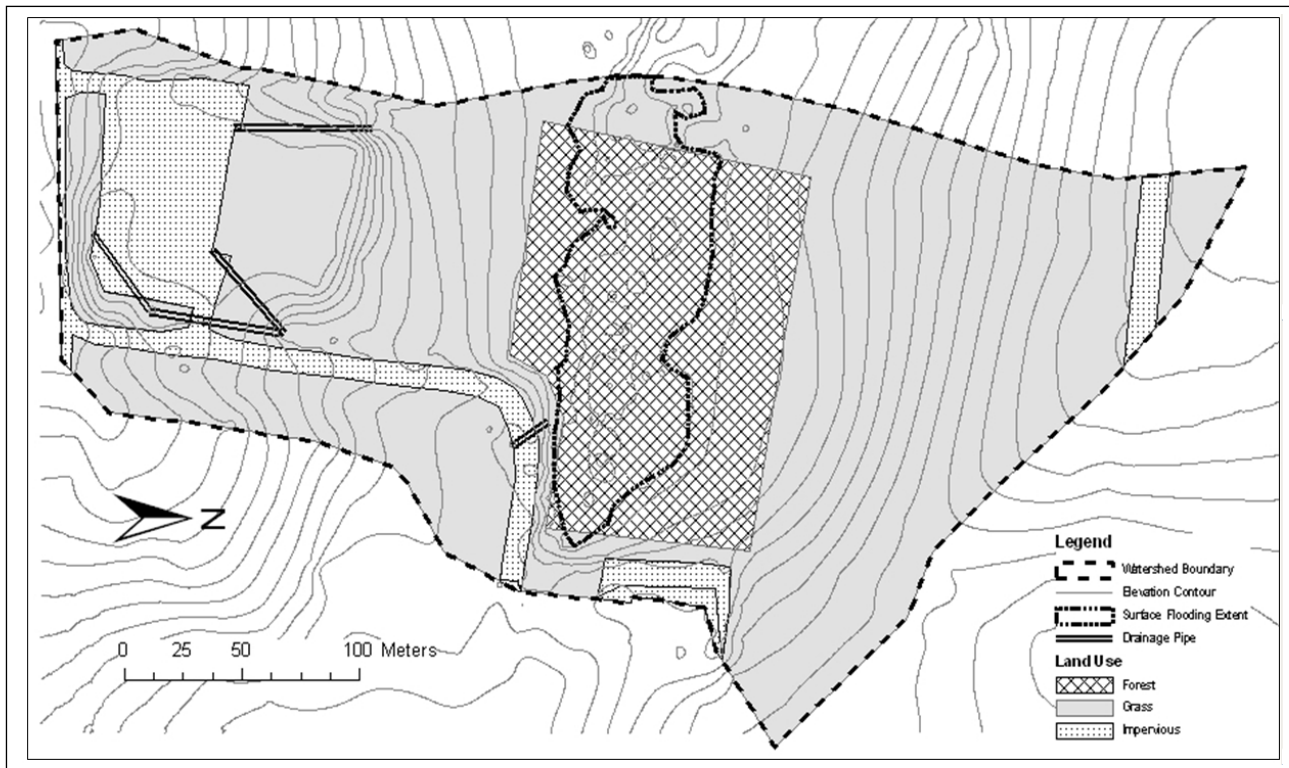 N
0 25 50 100 Meters
Legend
Watershed Boundary
Elevation Contour
Surface Flooding Extent
Drainage Pipe
Land Use
Forest
Grass
Impervious